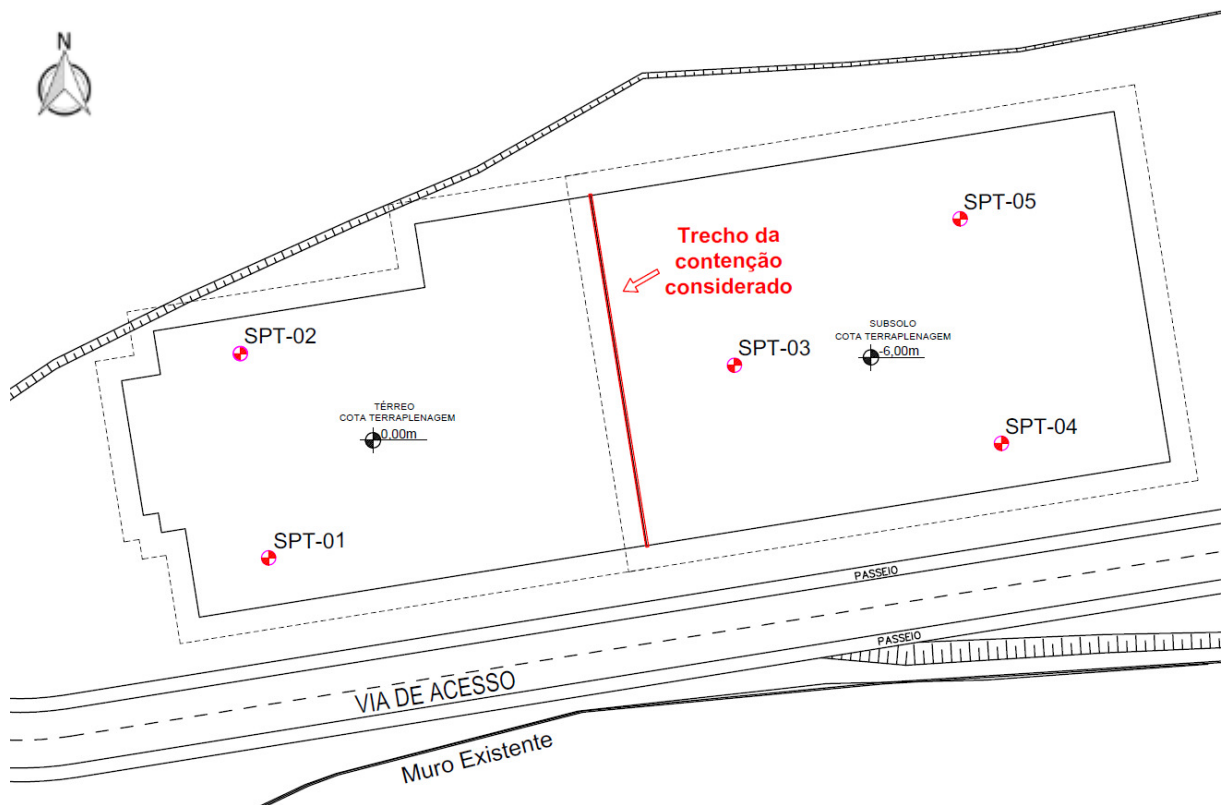 N
SPT-05
Trecho da
contenção
considerado
SPT-02
SUBSOLO
COTA TERRAPLENAGEM
-6,00m
SPT-03
TÉRREO
COTA TERRAPLENAGEM
0,00m
SPT-04
SPT-01
PASSEIO
PASSEIO
VIA DE ACESSO
Muro Existente